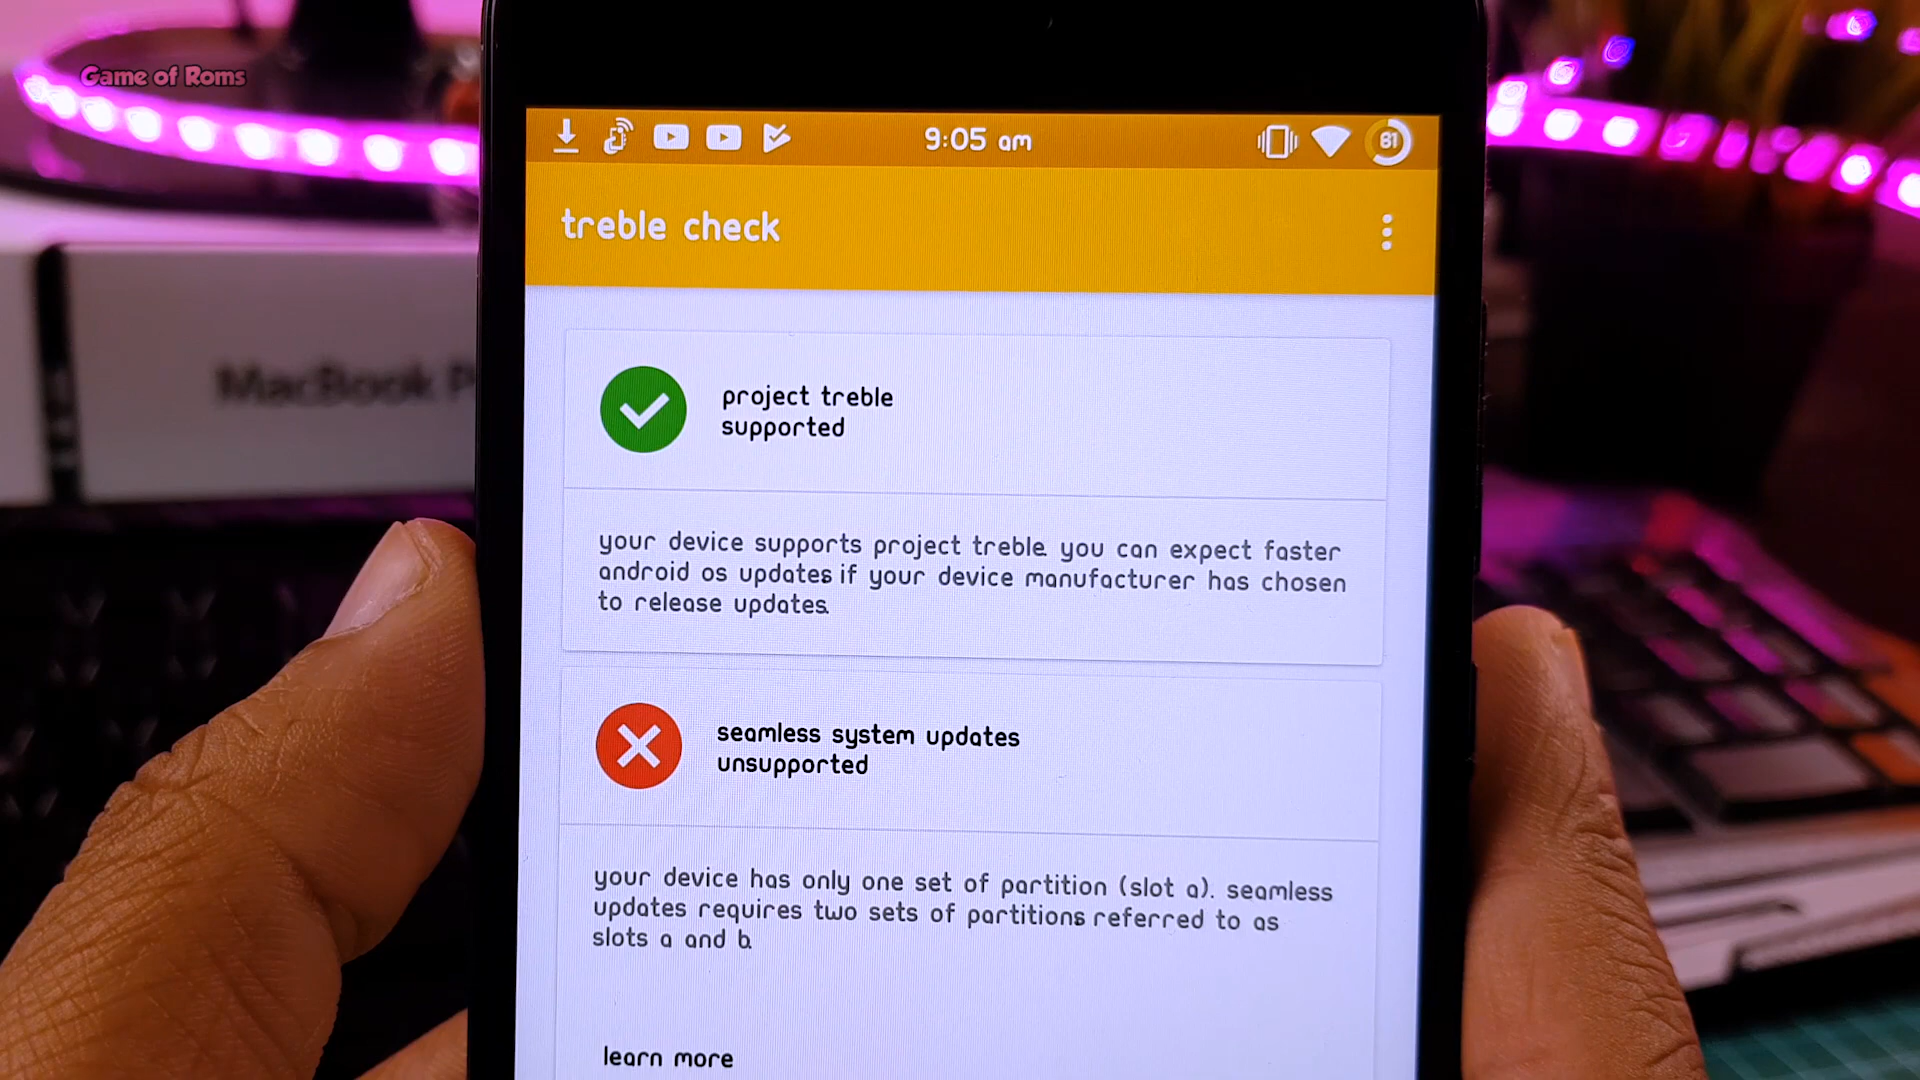 Game of Roms
9:05 am
81
treble check
MacBook P
project treble
supported
your device supports project treble. you can expect faster
android os updates if your device manufacturer has chosen
to release updates.
seamless system updates
unsupported
your device has only one set of partition (slot a). seamless
updates requires two sets of partitions referred to as
slots a and b.
learn more